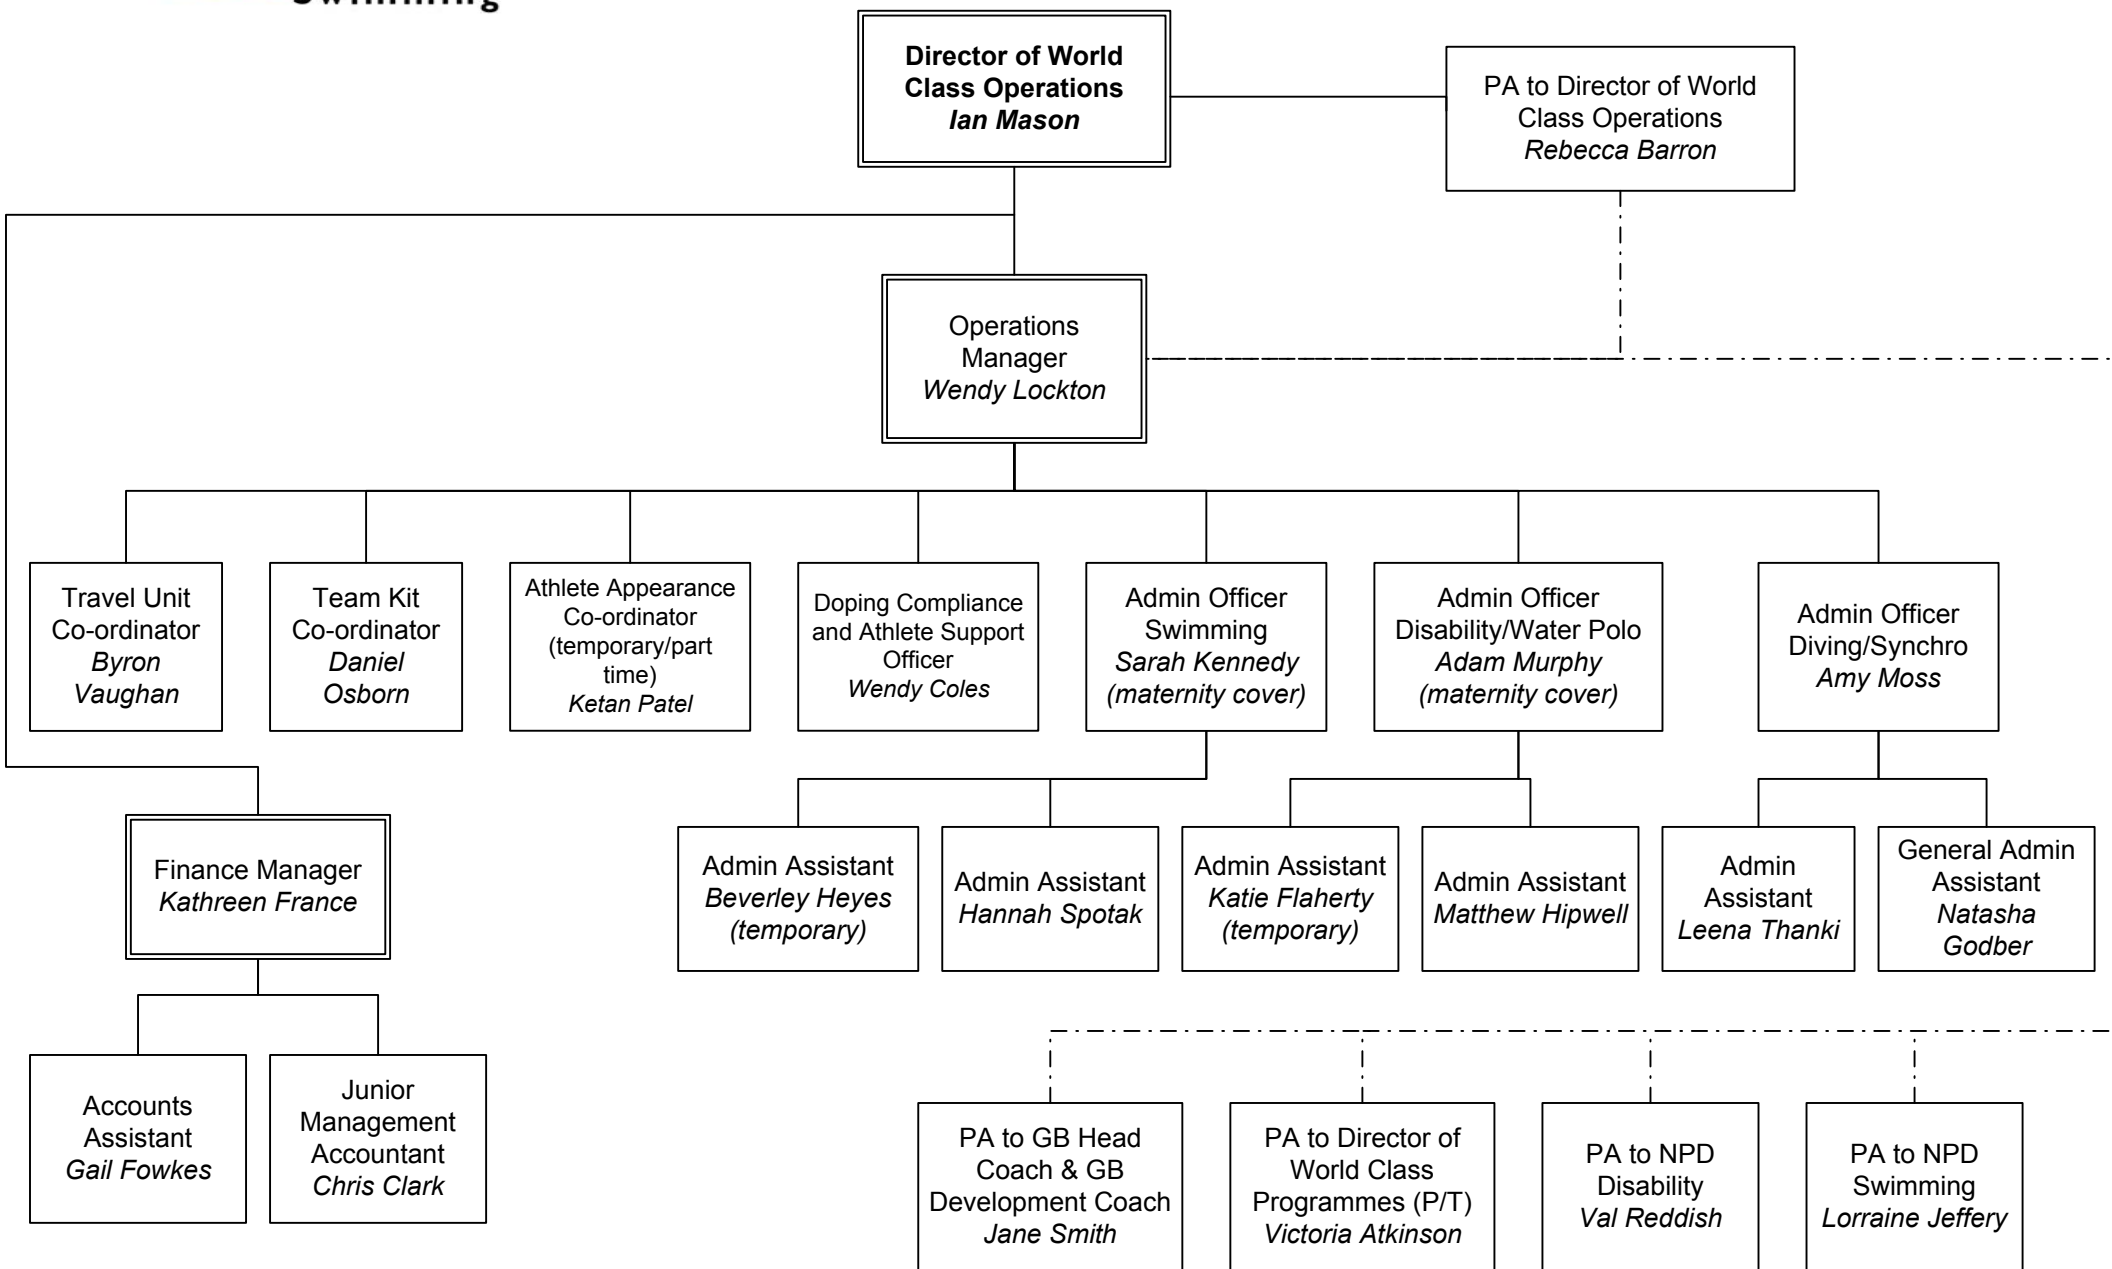 Swimming
Director of World
Class Operations
Ian Mason
PA to Director of World
Class Operations
Rebecca Barron
Operations
Manager
Wendy Lockton
Travel Unit
Co-ordinator
Byron
Vaughan
Team Kit
Co-ordinator
Daniel
Osborn
Athlete Appearance
Co-ordinator
(temporary/part
time)
Ketan Patel
Doping Compliance
and Athlete Support
Officer
Wendy Coles
Admin Officer
Swimming
Sarah Kennedy
(maternity cover)
Admin Officer
Disability/Water Polo
Adam Murphy
(maternity cover)
Admin Officer
Diving/Synchro
Amy Moss
Finance Manager
Kathreen France
Admin Assistant
Beverley Heyes
(temporary)
Admin Assistant
Hannah Spotak
Admin Assistant
Katie Flaherty
(temporary)
Admin Assistant
Matthew Hipwell
Admin
Assistant
Leena Thanki
General Admin
Assistant
Natasha
Godber
Accounts
Assistant
Gail Fowkes
Junior
Management
Accountant
Chris Clark
PA to GB Head
Coach & GB
Development Coach
Jane Smith
PA to Director of
World Class
Programmes (P/T)
Victoria Atkinson
PA to NPD
Disability
Val Reddish
PA to NPD
Swimming
Lorraine Jeffery